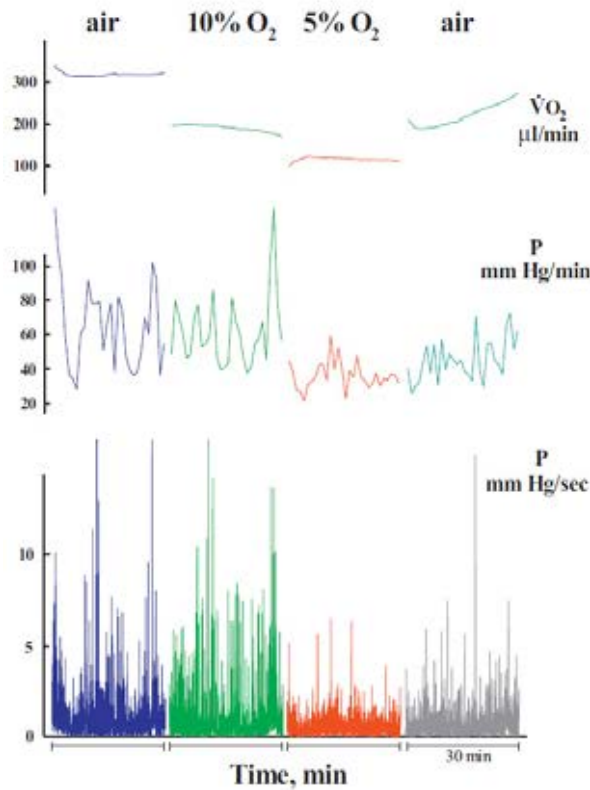 air 10% O₂ 5% O₂ air
300
200
100
V̇O₂
µl/min
P
mm Hg/min
100
80
60
40
20
P
mm Hg/sec
10
5
0
30 min
Time, min